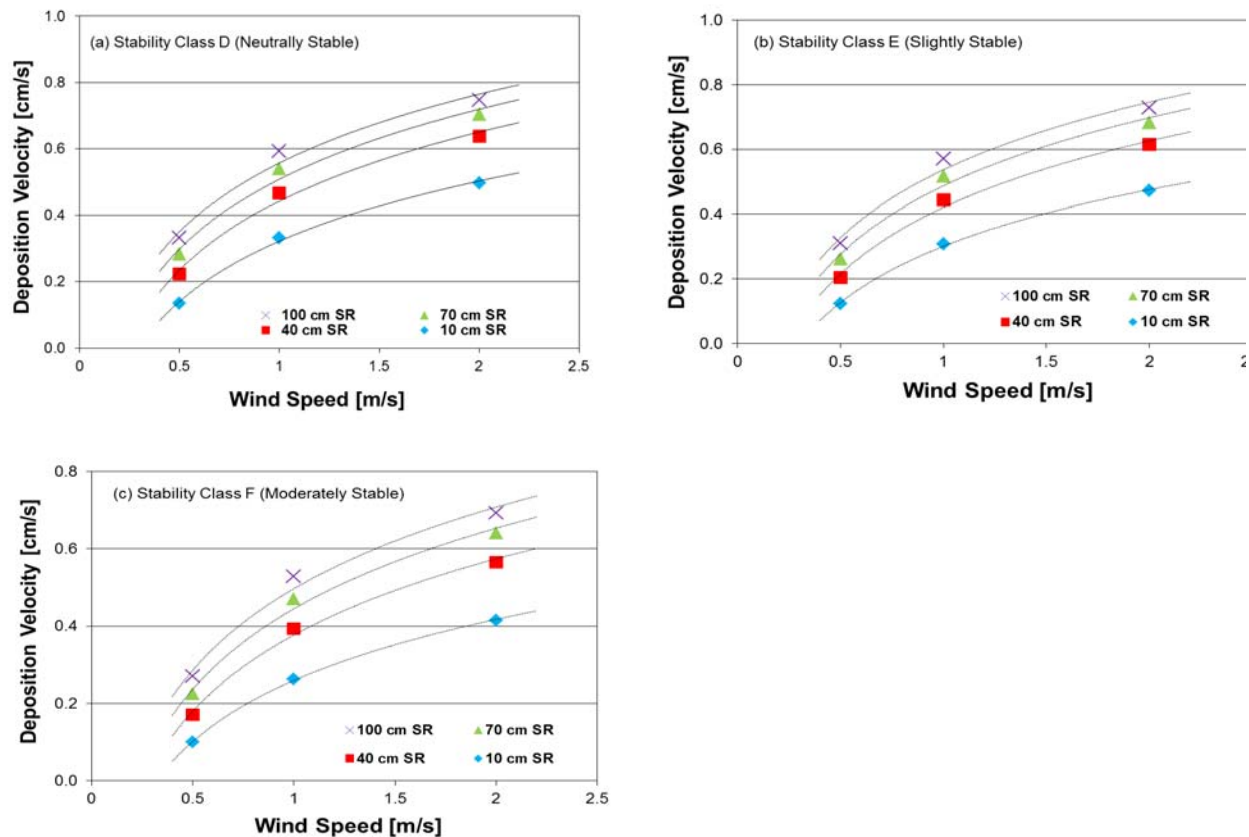 (a) Stability Class D (Neutrally Stable)
Deposition Velocity [cm/s]
1.0
0.8
0.6
0.4
0.2
0.0
100 cm SR 70 cm SR
40 cm SR 10 cm SR
0 0.5 1 1.5 2 2.5
Wind Speed [m/s]
(b) Stability Class E (Slightly Stable)
Deposition Velocity [cm/s]
1.0
0.8
0.6
0.4
0.2
0.0
100 cm SR 70 cm SR
40 cm SR 10 cm SR
0 0.5 1 1.5 2
Wind Speed [m/s]
(c) Stability Class F (Moderately Stable)
Deposition Velocity [cm/s]
0.8
0.6
0.4
0.2
0.0
100 cm SR 70 cm SR
40 cm SR 10 cm SR
0 0.5 1 1.5 2 2.5
Wind Speed [m/s]